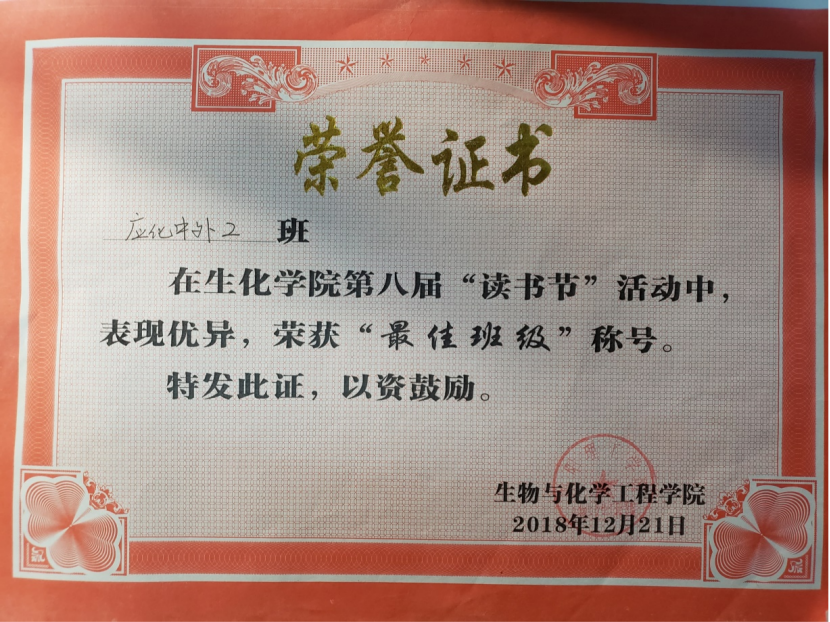 荣誉证书
应化中外2 班
在生化学院第八届“读书节”活动中，
表现优异，荣获“最佳班级”称号。
特发此证，以资鼓励。
生物与化学工程学院
2018年12月21日